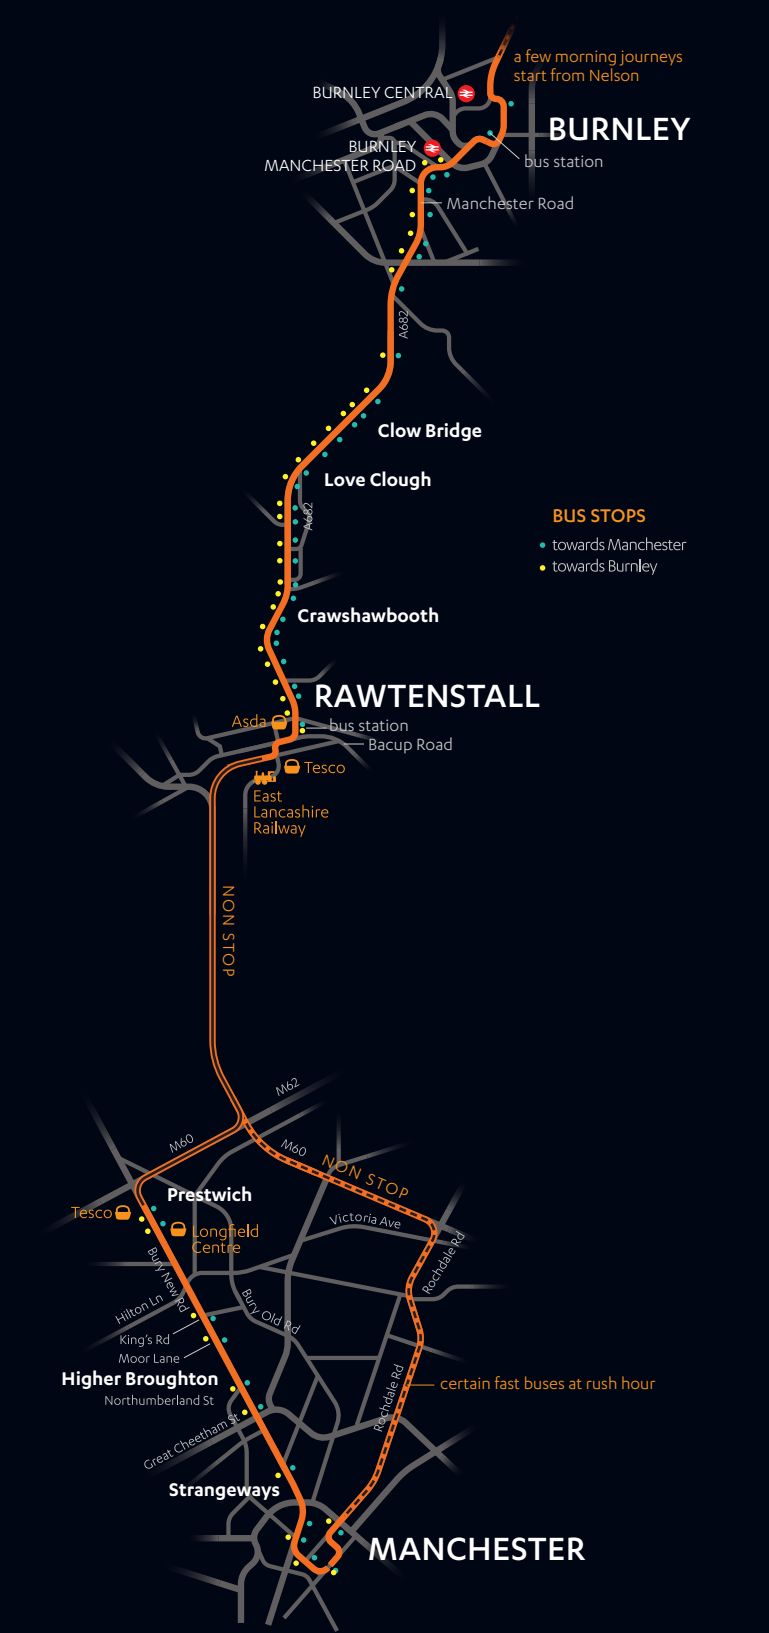 a few morning journeys
start from Nelson
BURNLEY CENTRAL
BURNLEY
BURNLEY
MANCHESTER ROAD
bus station
Manchester Road
A682
Clow Bridge
Love Clough
A682
BUS STOPS
towards Manchester
towards Burnley
Crawshawbooth
RAWTENSTALL
Asda
bus station
Bacup Road
Tesco
East
Lancashire
Railway
NON STOP
M62
M60
M60
NON STOP
Prestwich
Tesco
Longfield
Centre
Victoria Ave
Rochdale Rd
Bury New Rd
Hilton Ln
Bury Old Rd
King's Rd
Moor Lane
Higher Broughton
Northumberland St
certain fast buses at rush hour
Rochdale Rd
Great Cheetham St
Strangeways
MANCHESTER